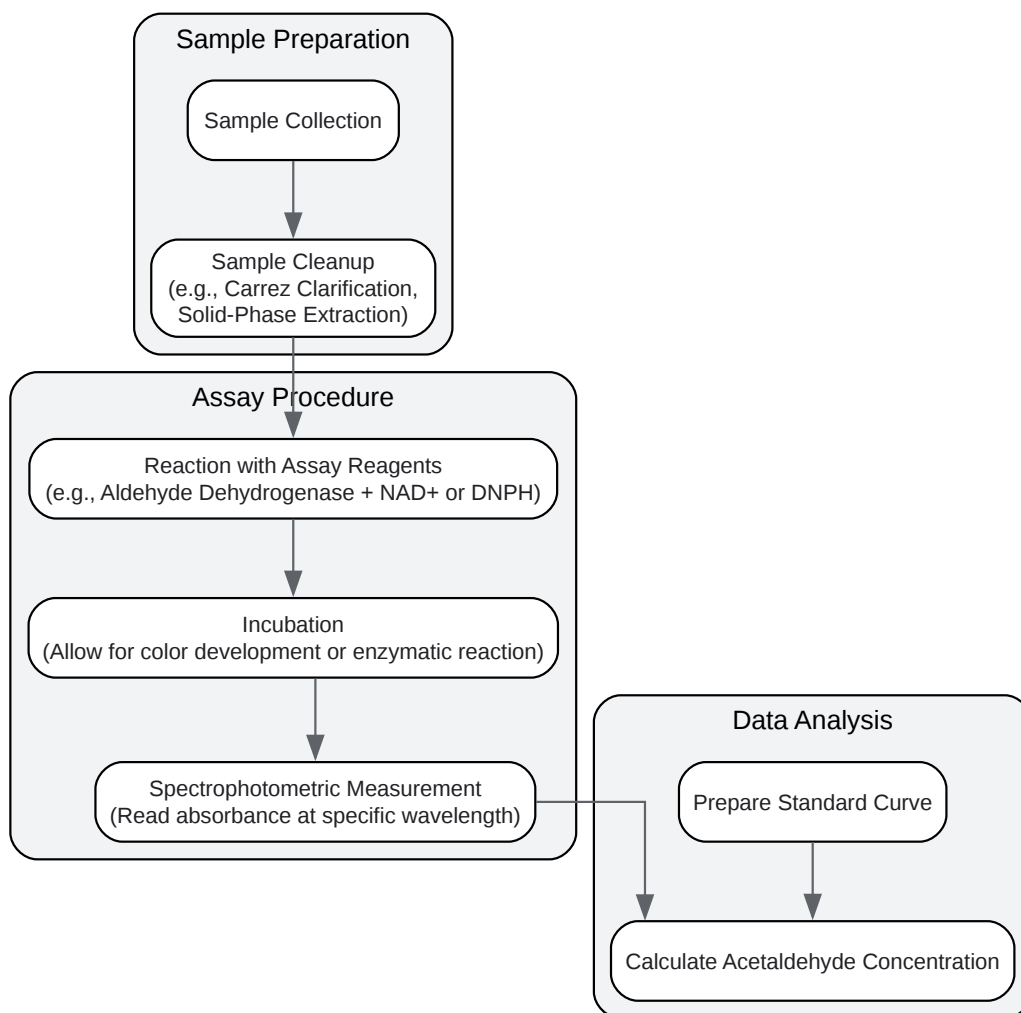 Sample Preparation
Sample Collection
Sample Cleanup
(e.g., Carrez Clarification,
Solid-Phase Extraction)
Assay Procedure
Reaction with Assay Reagents
(e.g., Aldehyde Dehydrogenase + NAD+ or DNPH)
Incubation
(Allow for color development or enzymatic reaction)
Spectrophotometric Measurement
(Read absorbance at specific wavelength)
Data Analysis
Prepare Standard Curve
Calculate Acetaldehyde Concentration